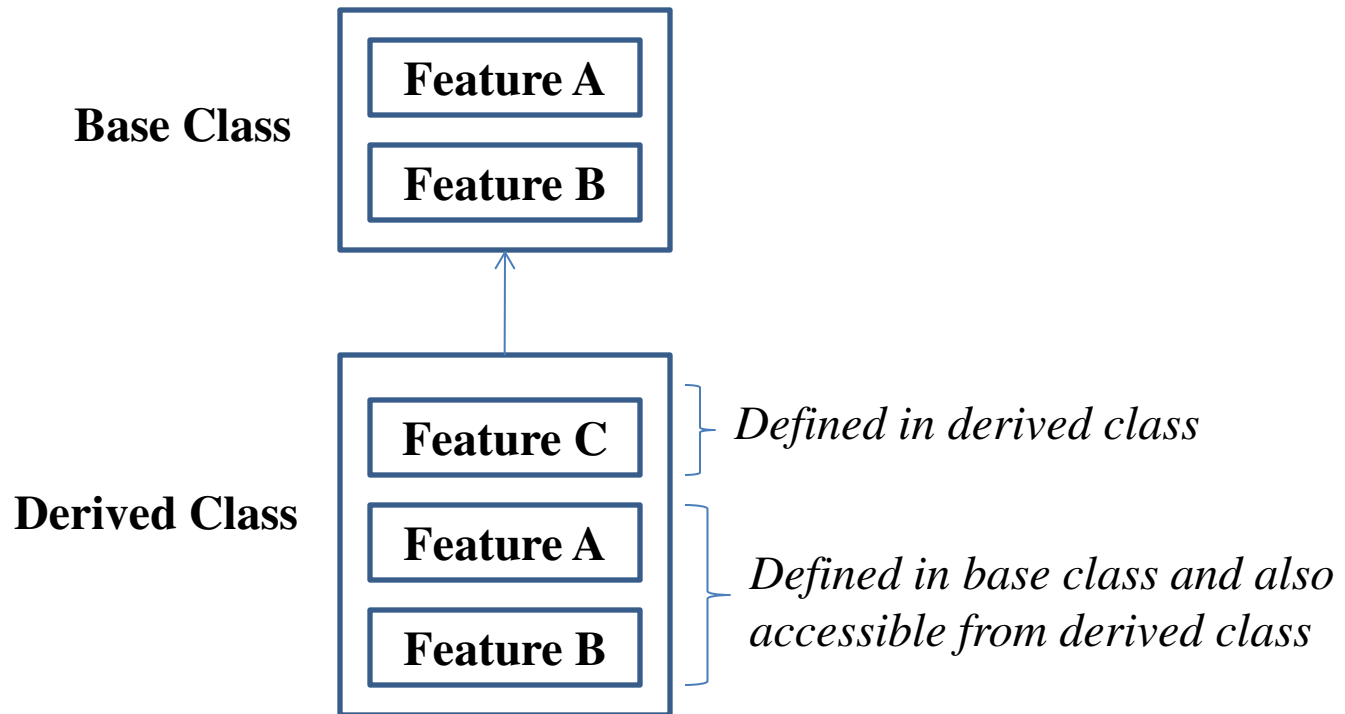 Feature A
Base Class
Feature B
Feature C
Defined in derived class
Derived Class
Feature A
Defined in base class and also
accessible from derived class
Feature B